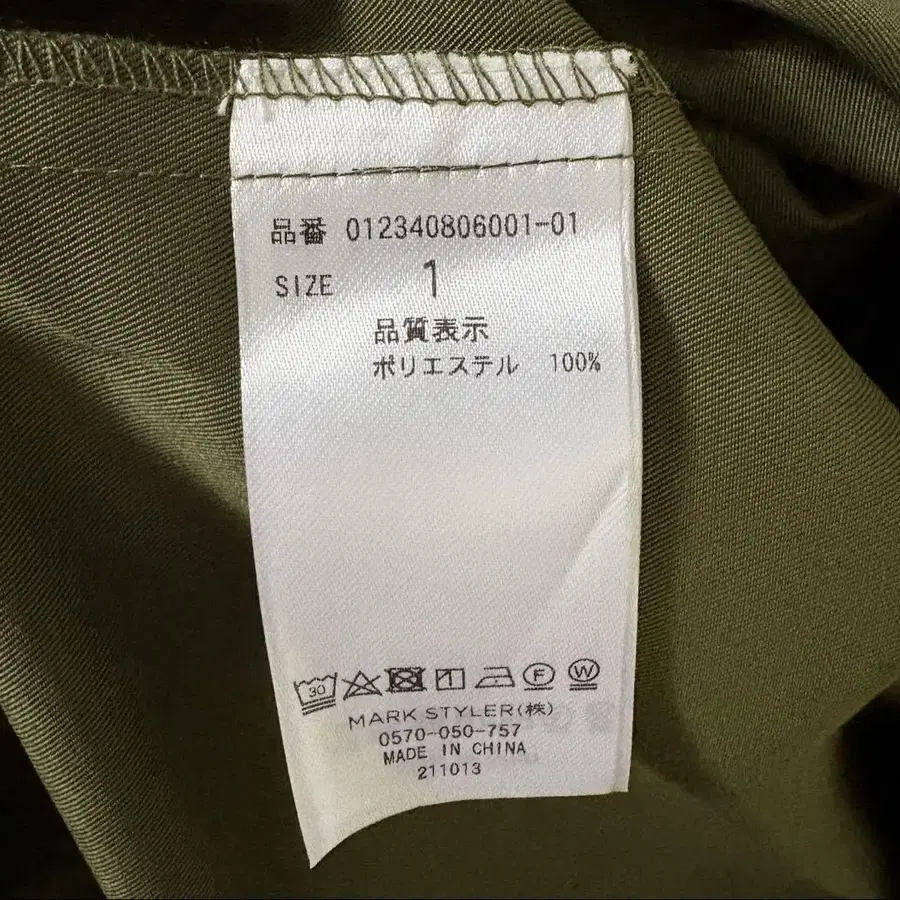 品番 012340806001-01
SIZE 1
品質表示
ポリエステル 100%
30 F W
MARK STYLER(株)
0570-050-757
MADE IN CHINA
211013